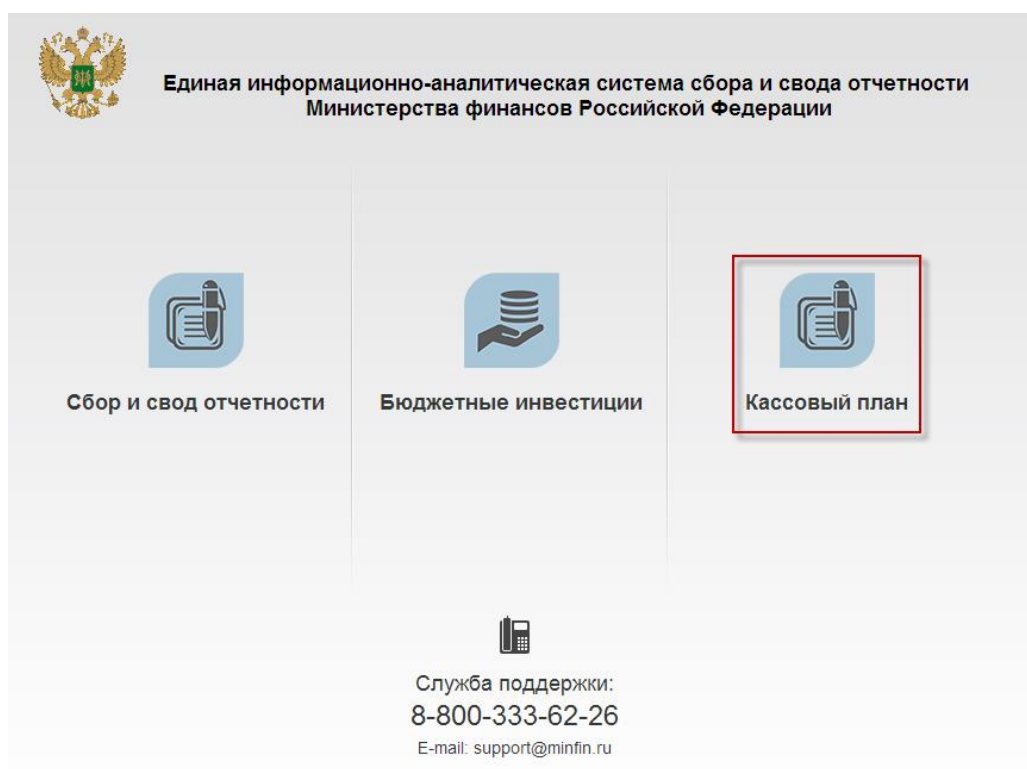 Единая информационно-аналитическая система сбора и свода отчетности
Министерства финансов Российской Федерации
Сбор и свод отчетности
Бюджетные инвестиции
Кассовый план
Служба поддержки:
8-800-333-62-26
E-mail: support@minfin.ru